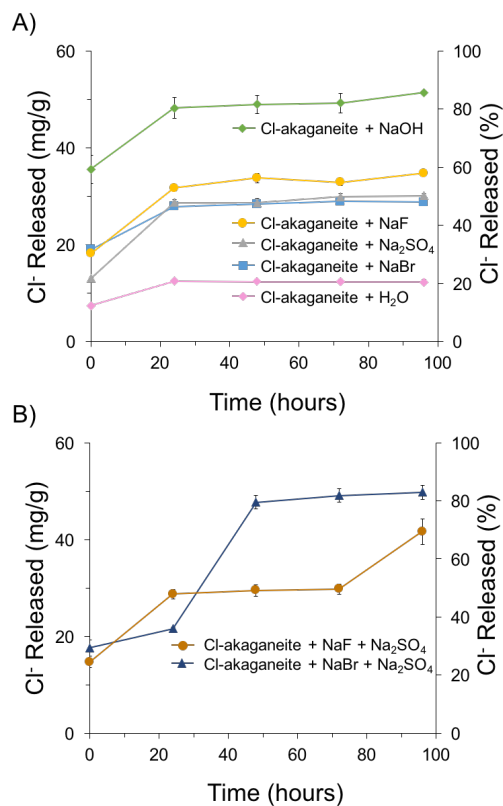 A)
60
100
80
60
40
20
0
40
20
0
Cl⁻ Released (mg/g)
Cl⁻ Released (%)
Cl-akaganeite + NaOH
Cl-akaganeite + NaF
Cl-akaganeite + Na₂SO₄
Cl-akaganeite + NaBr
Cl-akaganeite + H₂O
0 20 40 60 80 100
Time (hours)
B)
60
100
80
60
40
20
0
40
20
0
Cl⁻ Released (mg/g)
Cl⁻ Released (%)
Cl-akaganeite + NaF + Na₂SO₄
Cl-akaganeite + NaBr + Na₂SO₄
0 20 40 60 80 100
Time (hours)